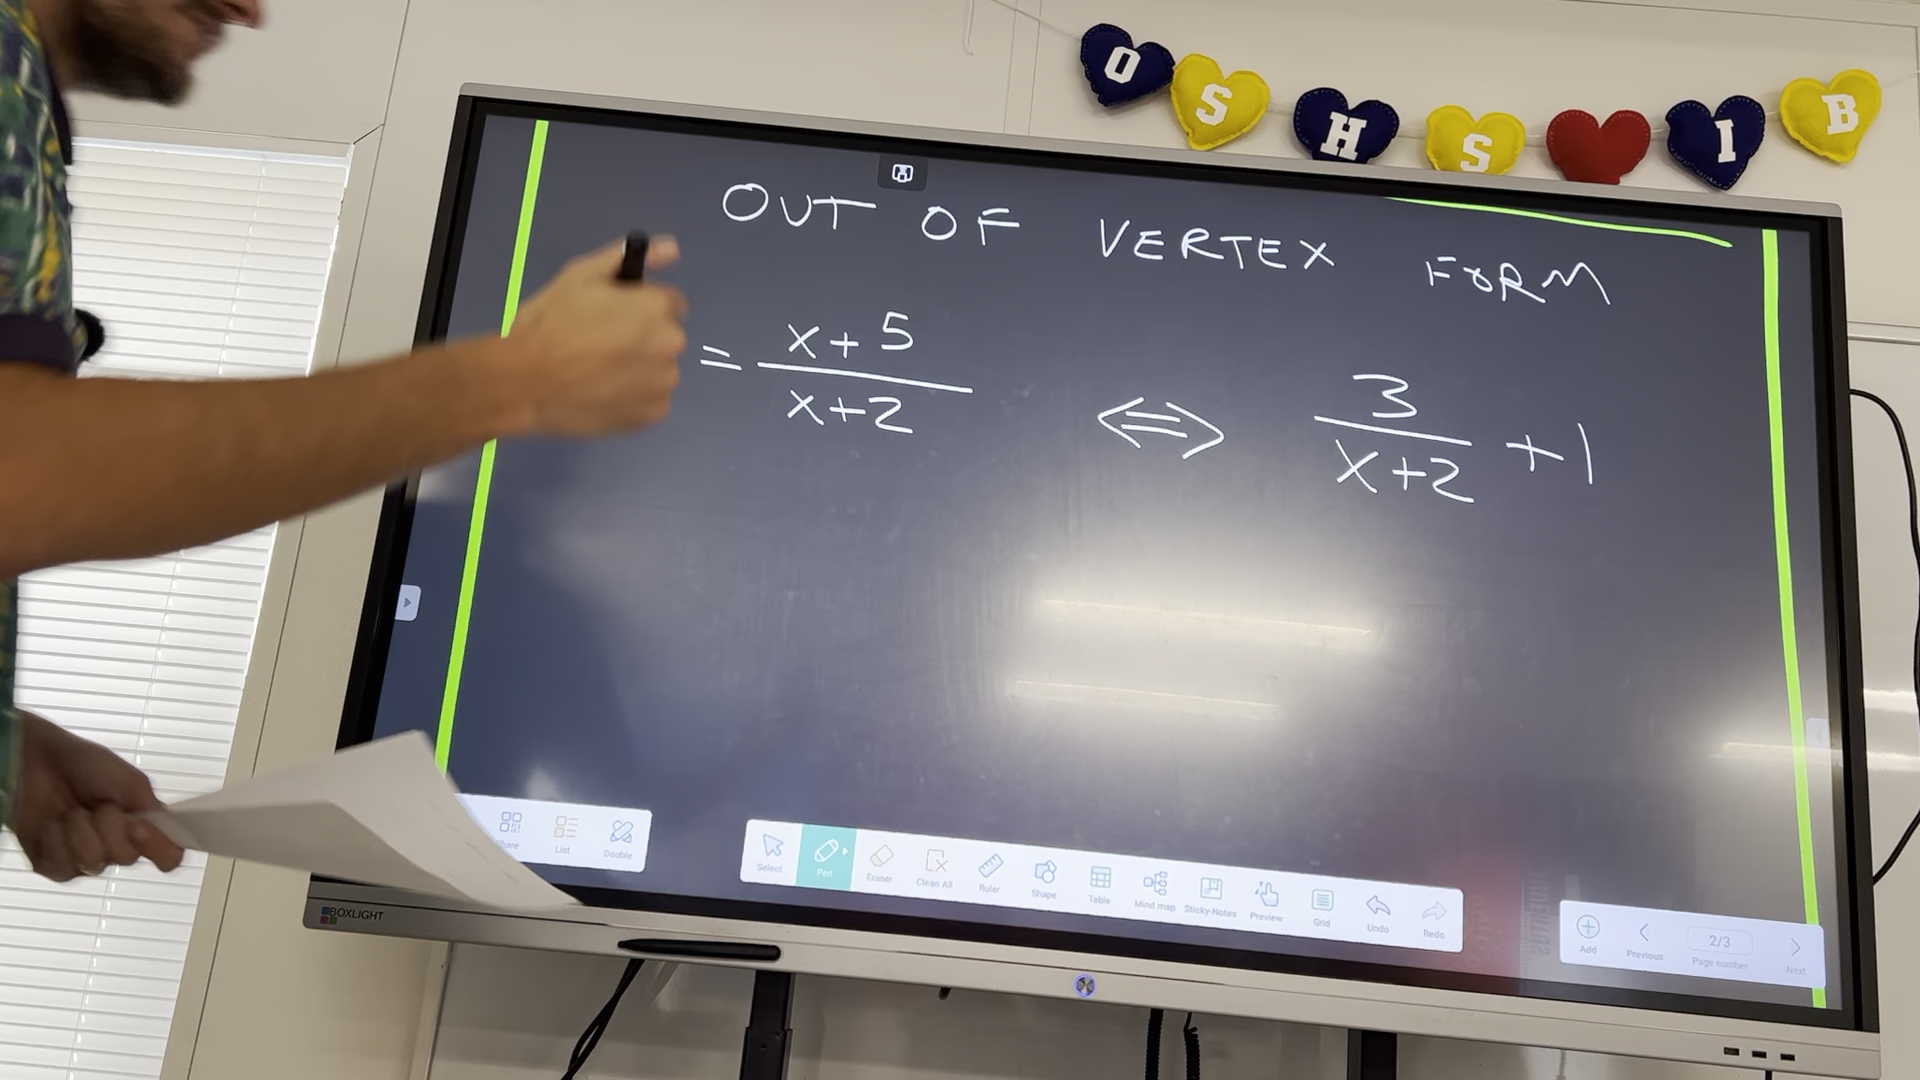 O S H S I B
OUT OF VERTEX FORM
= x+5 / x+2 <=> 3 / x+2 +1
List
Double
Select
Pen
Eraser
Clean All
Ruler
Shape
Table
Mind map
Sticky-Notes
Preview
Grid
Undo
Redo
Add
Previous
2/3
Page number
Next
BOXLIGHT